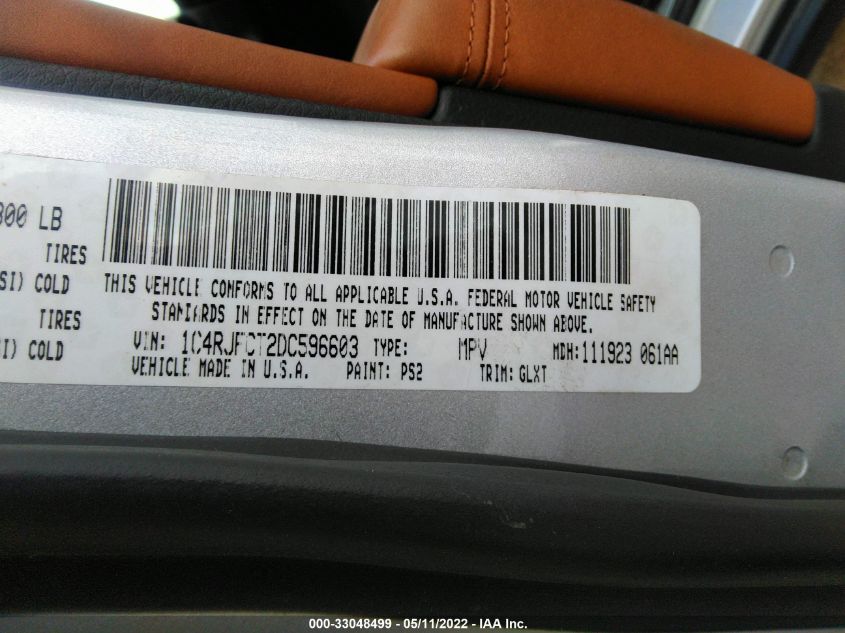 LB
TIRES
SI) COLD
TIRES
SI) COLD
THIS VEHICLE CONFORMS TO ALL APPLICABLE U.S.A. FEDERAL MOTOR VEHICLE SAFETY
STANDARDS IN EFFECT ON THE DATE OF MANUFACTURE SHOWN ABOVE.
VIN: 1C4RJFCT2DC596603 TYPE: MPV MDH: 111923 061AA
VEHICLE MADE IN U.S.A. PAINT: PS2 TRIM: GLXT
000-33048499 - 05/11/2022 - IAA Inc.